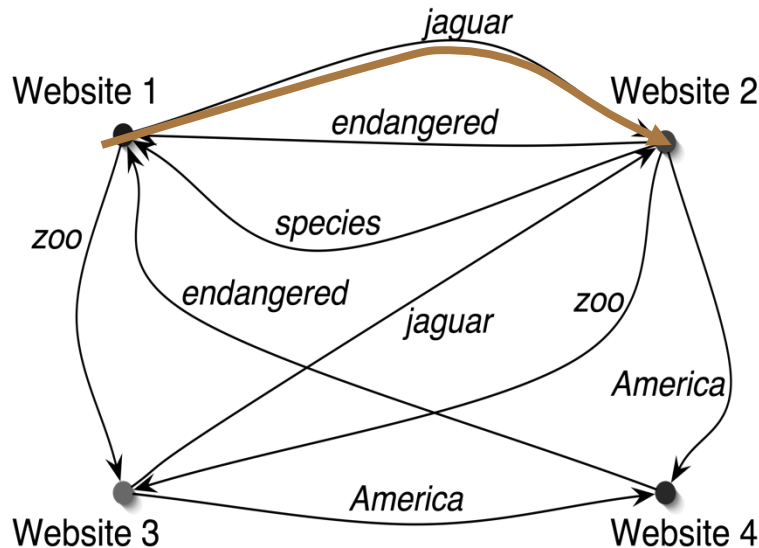 jaguar
Website 1
Website 2
endangered
species
zoo
endangered
zoo
jaguar
America
America
Website 3
Website 4